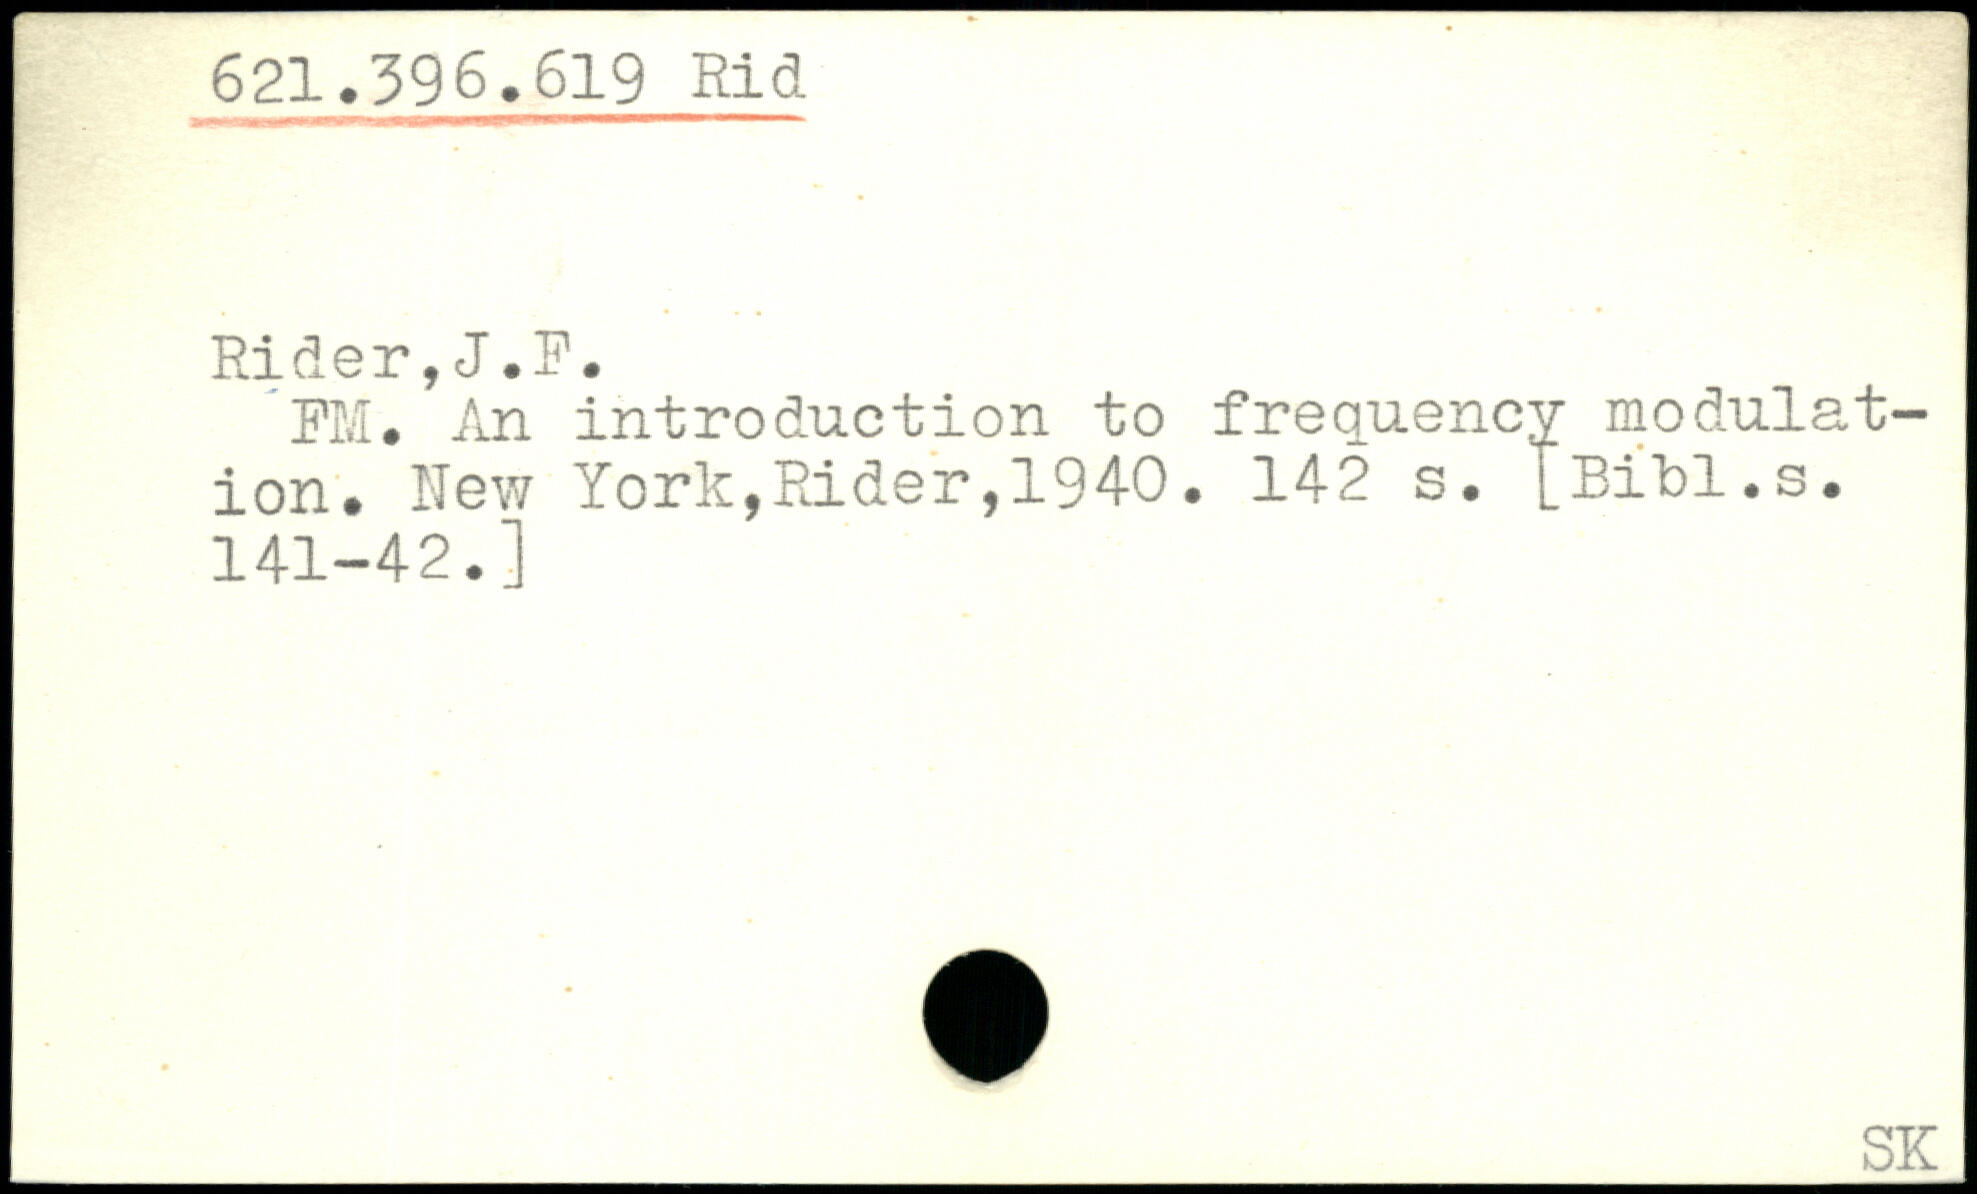 621.396.619 Rid
Rider,J.F.
FM. An introduction to frequency modulat-
ion. New York,Rider,1940. 142 s. [Bibl.s.
141-42.]
SK